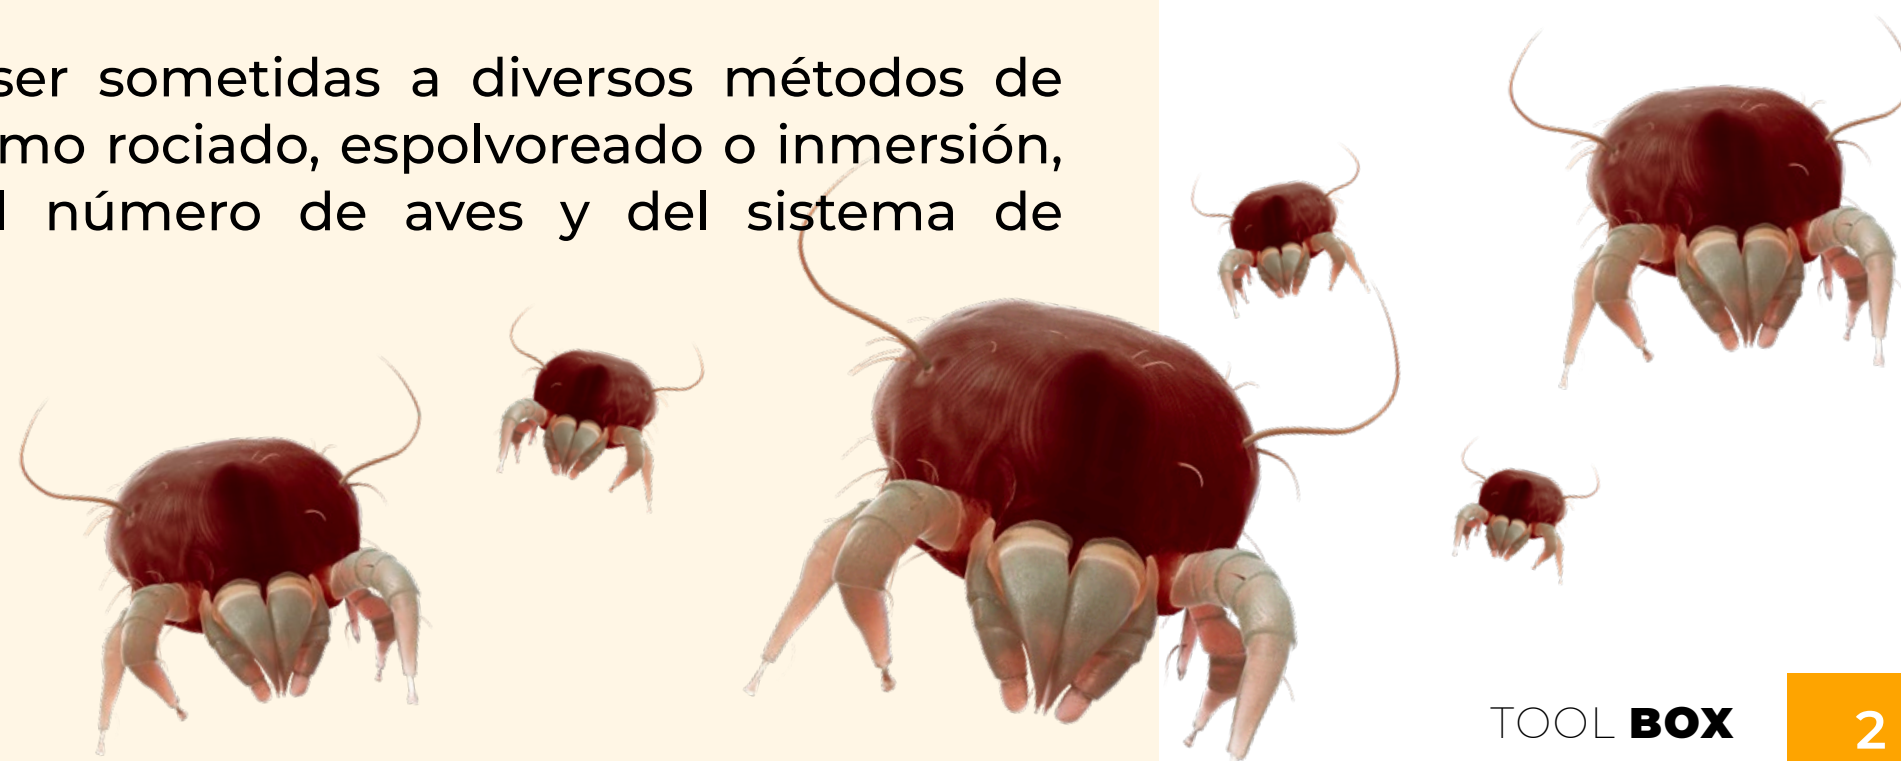 ser sometidas a diversos métodos de
mo rociado, espolvoreado o inmersión,
número de aves y del sistema de
TOOL BOX
2